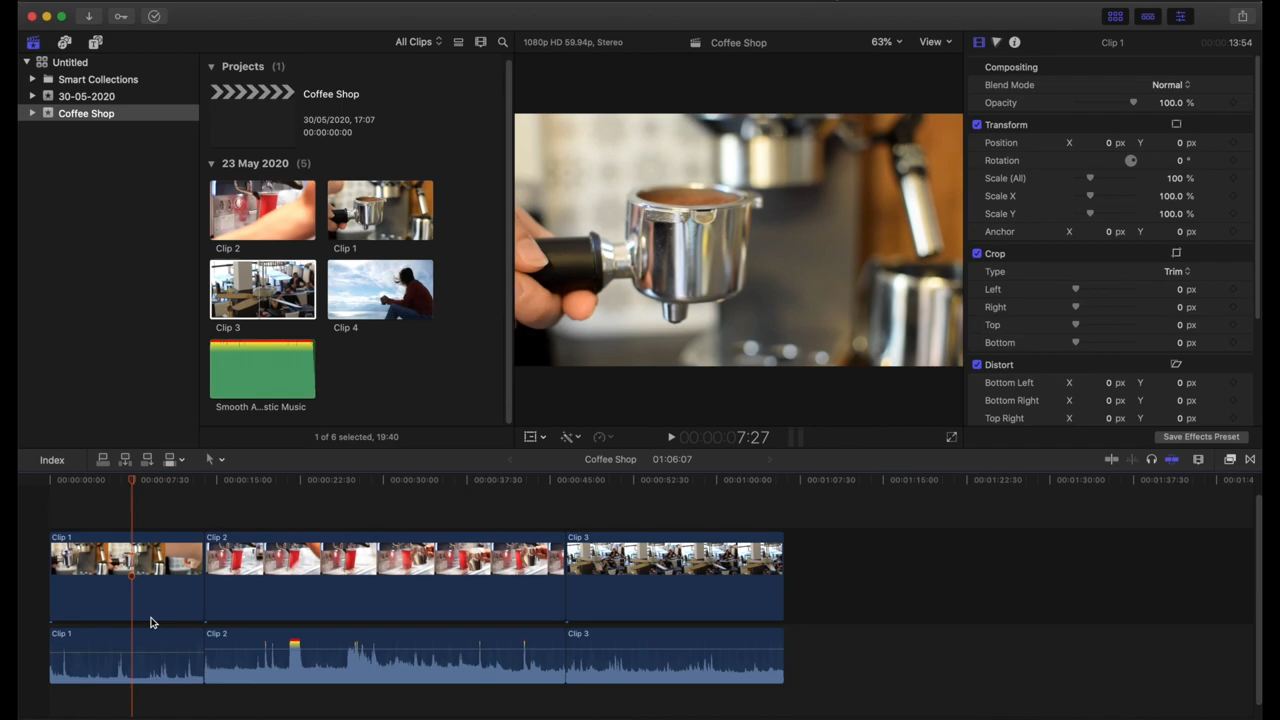 All Clips
1080p HD 59.94p, Stereo
Coffee Shop
63%
View
Clip 1
13:54
Untitled
Smart Collections
30-05-2020
Coffee Shop
Projects (1)
Coffee Shop
30/05/2020, 17:07
00:00:00:00
23 May 2020 (5)
Clip 2
Clip 1
Clip 3
Clip 4
Smooth A...stic Music
1 of 6 selected, 19:40
00:00:00:07:27
Compositing
Blend Mode Normal
Opacity 100.0 %
Transform
Position X 0 px Y 0 px
Rotation 0 °
Scale (All) 100 %
Scale X 100.0 %
Scale Y 100.0 %
Anchor X 0 px Y 0 px
Crop
Type Trim
Left 0 px
Right 0 px
Top 0 px
Bottom 0 px
Distort
Bottom Left X 0 px Y 0 px
Bottom Right X 0 px Y 0 px
Top Right X 0 px Y 0 px
Save Effects Preset
Index
Coffee Shop 01:06:07
00:00:00:00 00:00:07:30 00:00:15:00 00:00:22:30 00:00:30:00 00:00:37:30 00:00:45:00 00:00:52:30 00:01:00:00 00:01:07:30 00:01:15:00 00:01:22:30 00:01:30:00 00:01:37:30 00:01:4
Clip 1 Clip 2 Clip 3
Clip 1 Clip 2 Clip 3